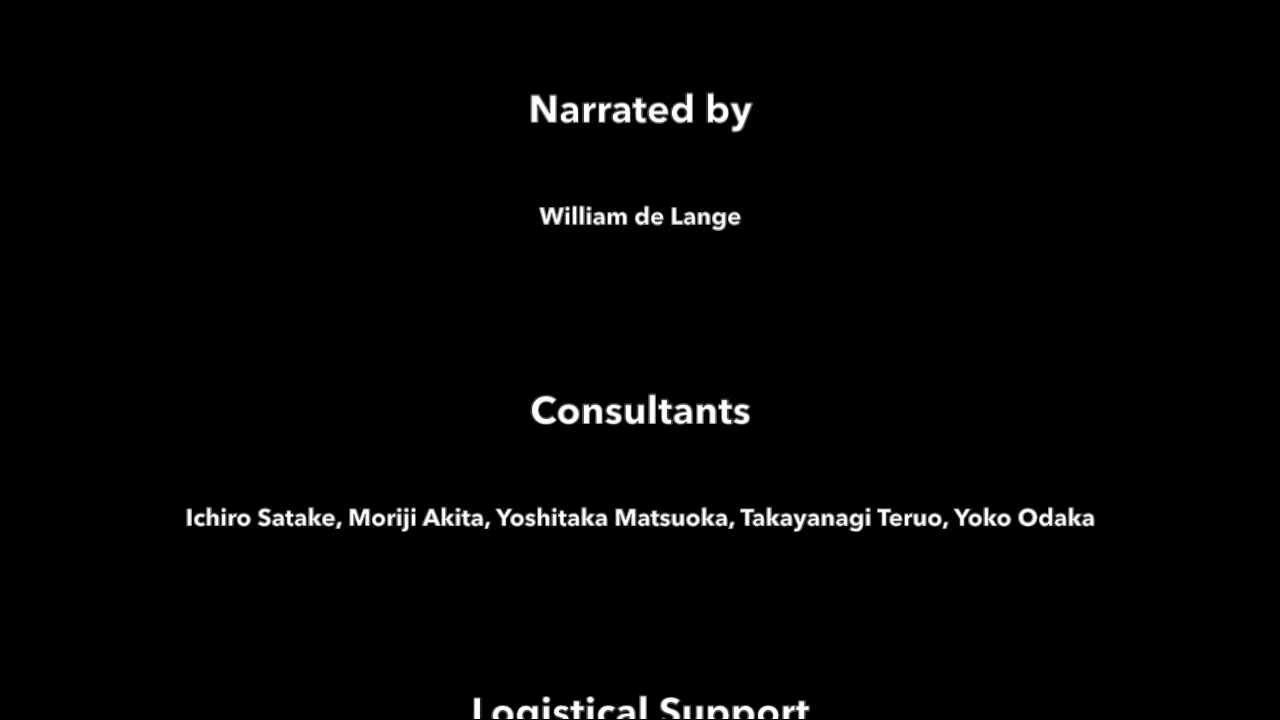 Narrated by
William de Lange
Consultants
Ichiro Satake, Moriji Akita, Yoshitaka Matsuoka, Takayanagi Teruo, Yoko Odaka
Logistical Support